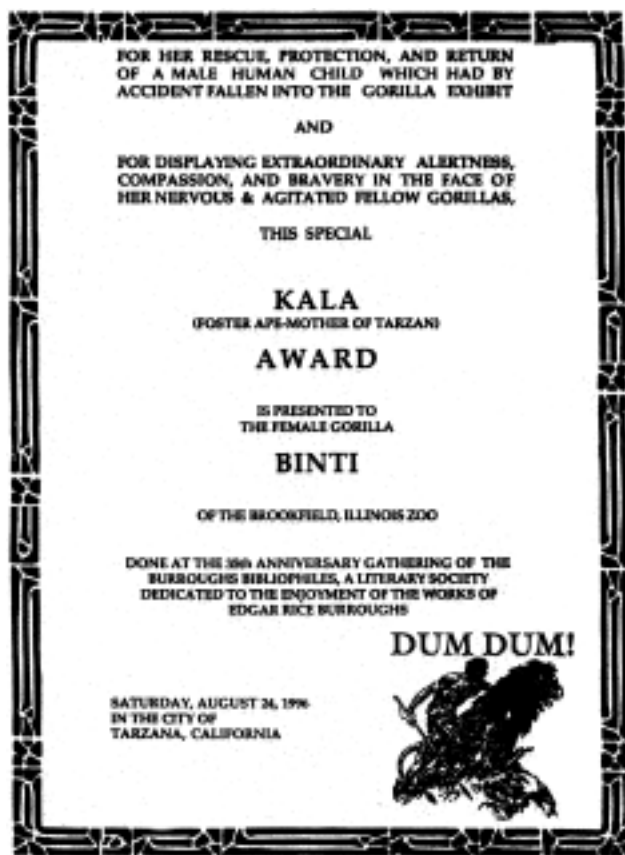 FOR HER RESCUE, PROTECTION, AND RETURN
OF A MALE HUMAN CHILD WHICH HAD BY
ACCIDENT FALLEN INTO THE GORILLA EXHIBIT
AND
FOR DISPLAYING EXTRAORDINARY ALERTNESS,
COMPASSION, AND BRAVERY IN THE FACE OF
HER NERVOUS & AGITATED FELLOW GORILLAS,
THIS SPECIAL
KALA
(FOSTER APE-MOTHER OF TARZAN)
AWARD
IS PRESENTED TO
THE FEMALE GORILLA
BINTI
OF THE BROOKFIELD, ILLINOIS ZOO
DONE AT THE ANNIVERSARY GATHERING OF THE
BURROUGHS BIBLIOPHILES, A LITERARY SOCIETY
DEDICATED TO THE ENJOYMENT OF THE WORKS OF
EDGAR RICE BURROUGHS
DUM DUM!
SATURDAY, AUGUST 24, 1996
IN THE CITY OF
TARZANA, CALIFORNIA